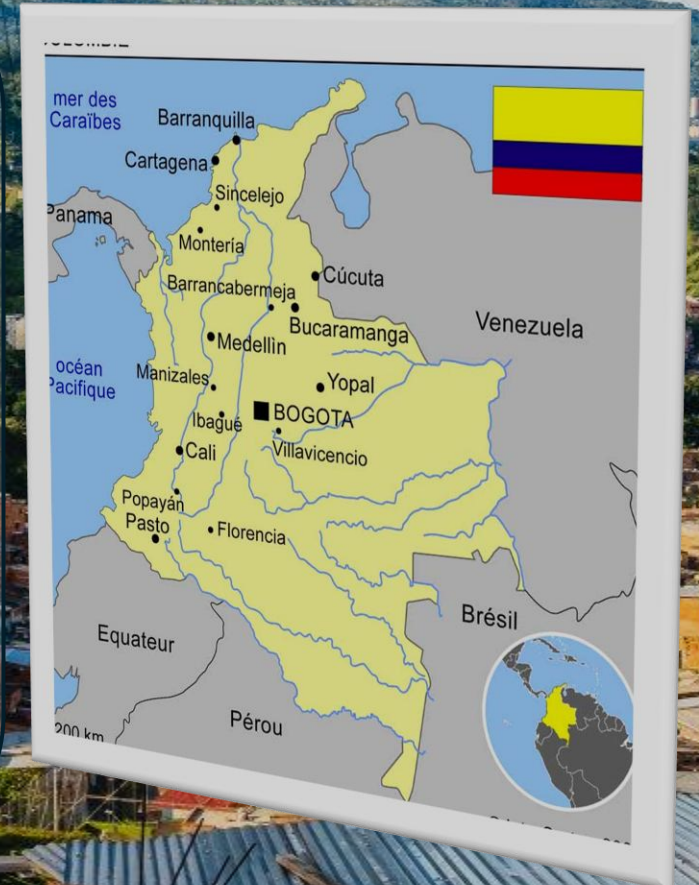 mer des
Caraïbes
Barranquilla
Cartagena
Sincelejo
Panama
Montería
Cúcuta
Barrancabermeja
Bucaramanga
Venezuela
Medellìn
océan
Pacifique
Manizales
Yopal
BOGOTA
Ibagué
Villavicencio
Cali
Popayán
Pasto
Florencia
Brésil
Equateur
Pérou
200 km